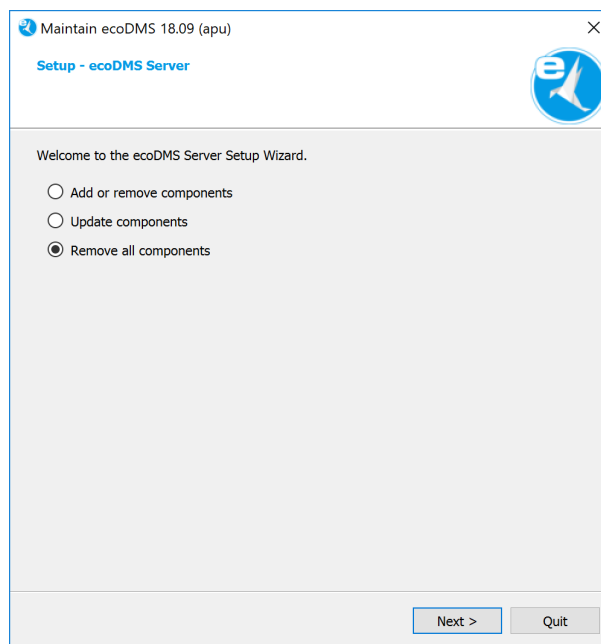 Maintain ecoDMS 18.09 (apu)
Setup - ecoDMS Server
e
Welcome to the ecoDMS Server Setup Wizard.
Add or remove components
Update components
Remove all components
Next >
Quit